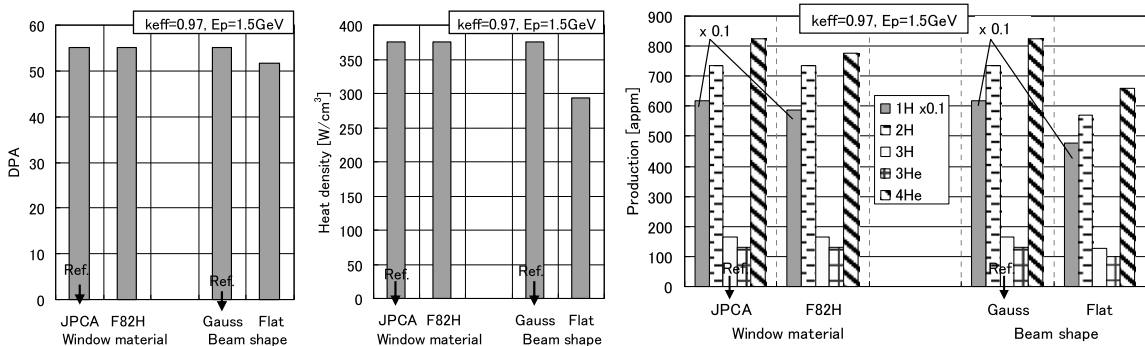 keff=0.97, Ep=1.5GeV
60
50
40
30
20
10
0
DPA
Ref.
Ref.
JPCA F82H Gauss Flat
Window material Beam shape
keff=0.97, Ep=1.5GeV
400
350
300
250
200
150
100
50
0
Heat density [W/cm³]
Ref.
Ref.
JPCA F82H Gauss Flat
Window material Beam shape
keff=0.97, Ep=1.5GeV
900
800
700
600
500
400
300
200
100
0
Production [appm]
x 0.1
x 0.1
1H x0.1
2H
3H
3He
4He
Ref.
Ref.
JPCA F82H Gauss Flat
Window material Beam shape